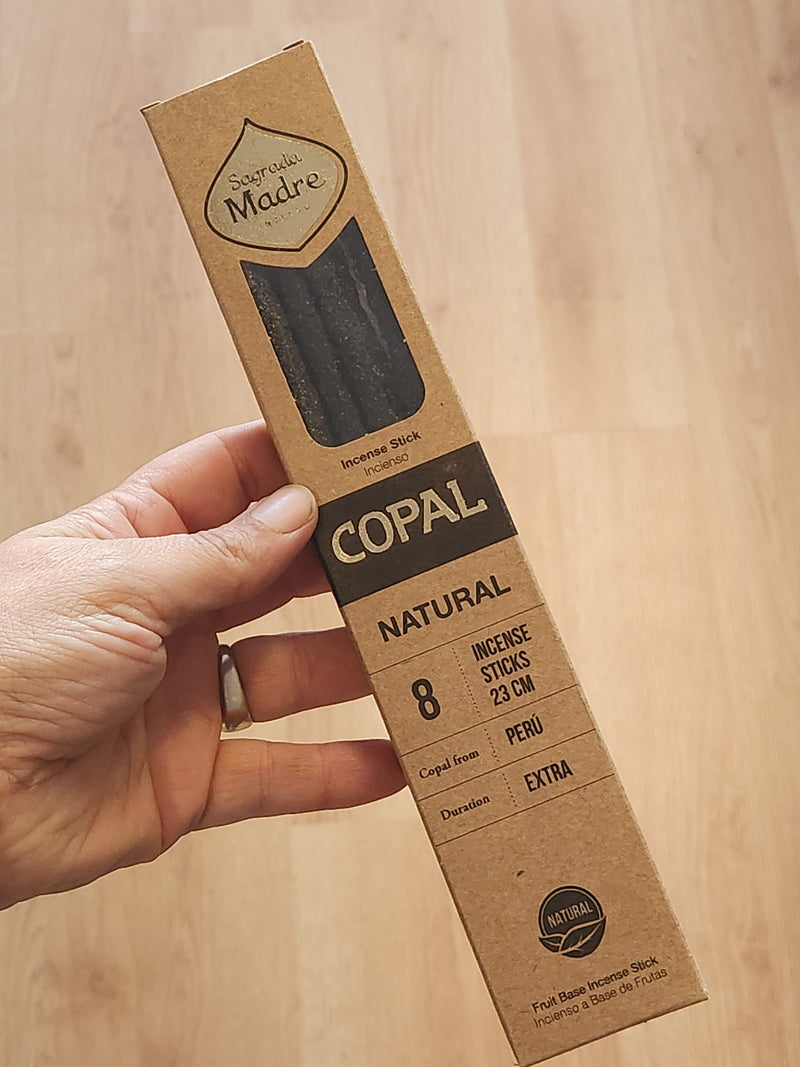 Sagrada
Madre
Incense Stick
Incienso
COPAL
NATURAL
8
INCENSE
STICKS
23 CM
Copal from
PERÚ
Duration
EXTRA
NATURAL
Fruit Base Incense Stick
Incienso a Base de Frutas